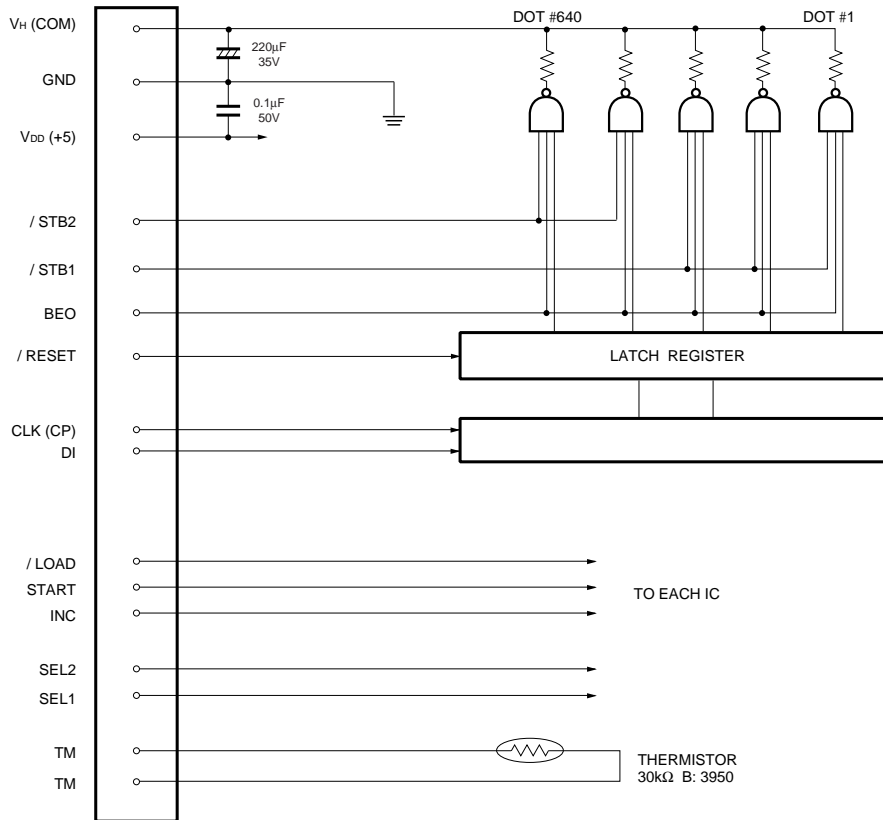 VH (COM)
DOT #640
DOT #1
220µF
35V
GND
0.1µF
50V
VDD (+5)
/ STB2
/ STB1
BEO
/ RESET
LATCH REGISTER
CLK (CP)
DI
/ LOAD
START
TO EACH IC
INC
SEL2
SEL1
TM
THERMISTOR
30kΩ B: 3950
TM